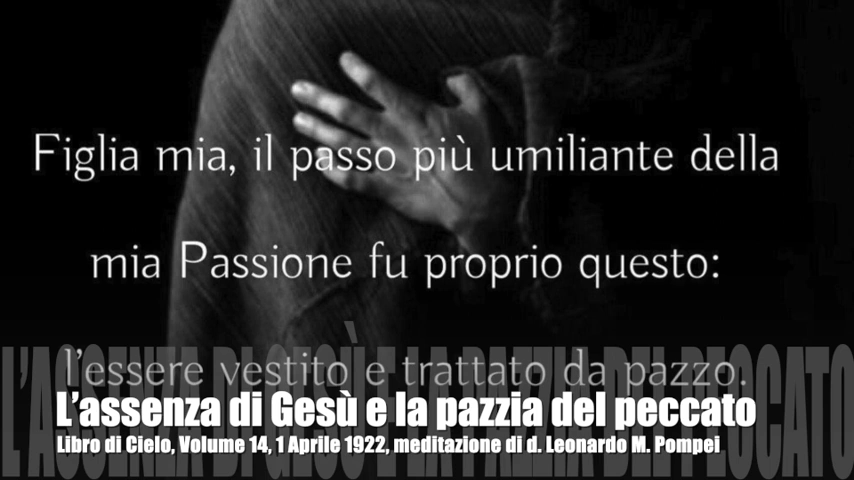 Figlia mia, il passo più umiliante della
mia Passione fu proprio questo:
l'essere vestito e trattato da pazzo.
L'ASSENZA DI GESÙ E LA PAZZIA DEL PECCATO
L'assenza di Gesù e la pazzia del peccato
Libro di Cielo, Volume 14, 1 Aprile 1922, meditazione di d. Leonardo M. Pompei